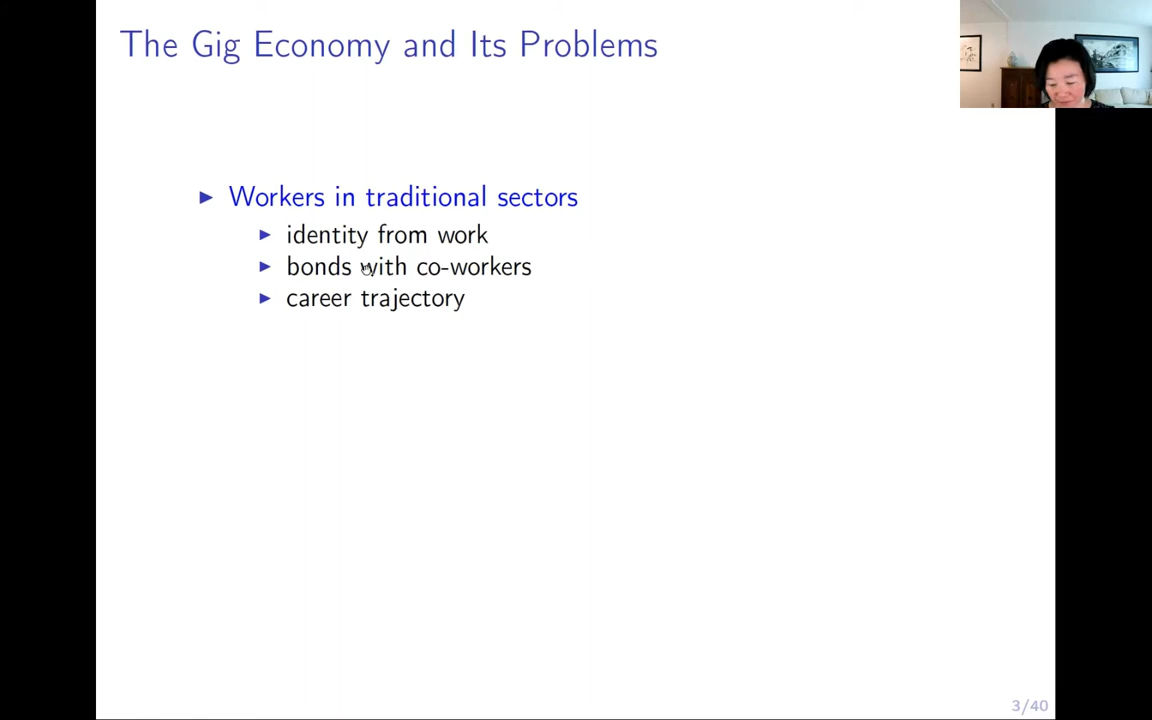 The Gig Economy and Its Problems
Workers in traditional sectors
identity from work
bonds with co-workers
career trajectory
3/40